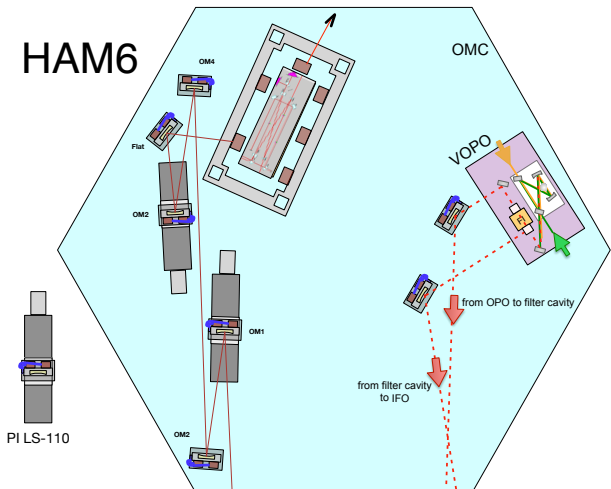 HAM6
OM4
OMC
Flat
VOPO
OM2
OM1
from OPO to filter cavity
from filter cavity
to IFO
PI LS-110
OM2